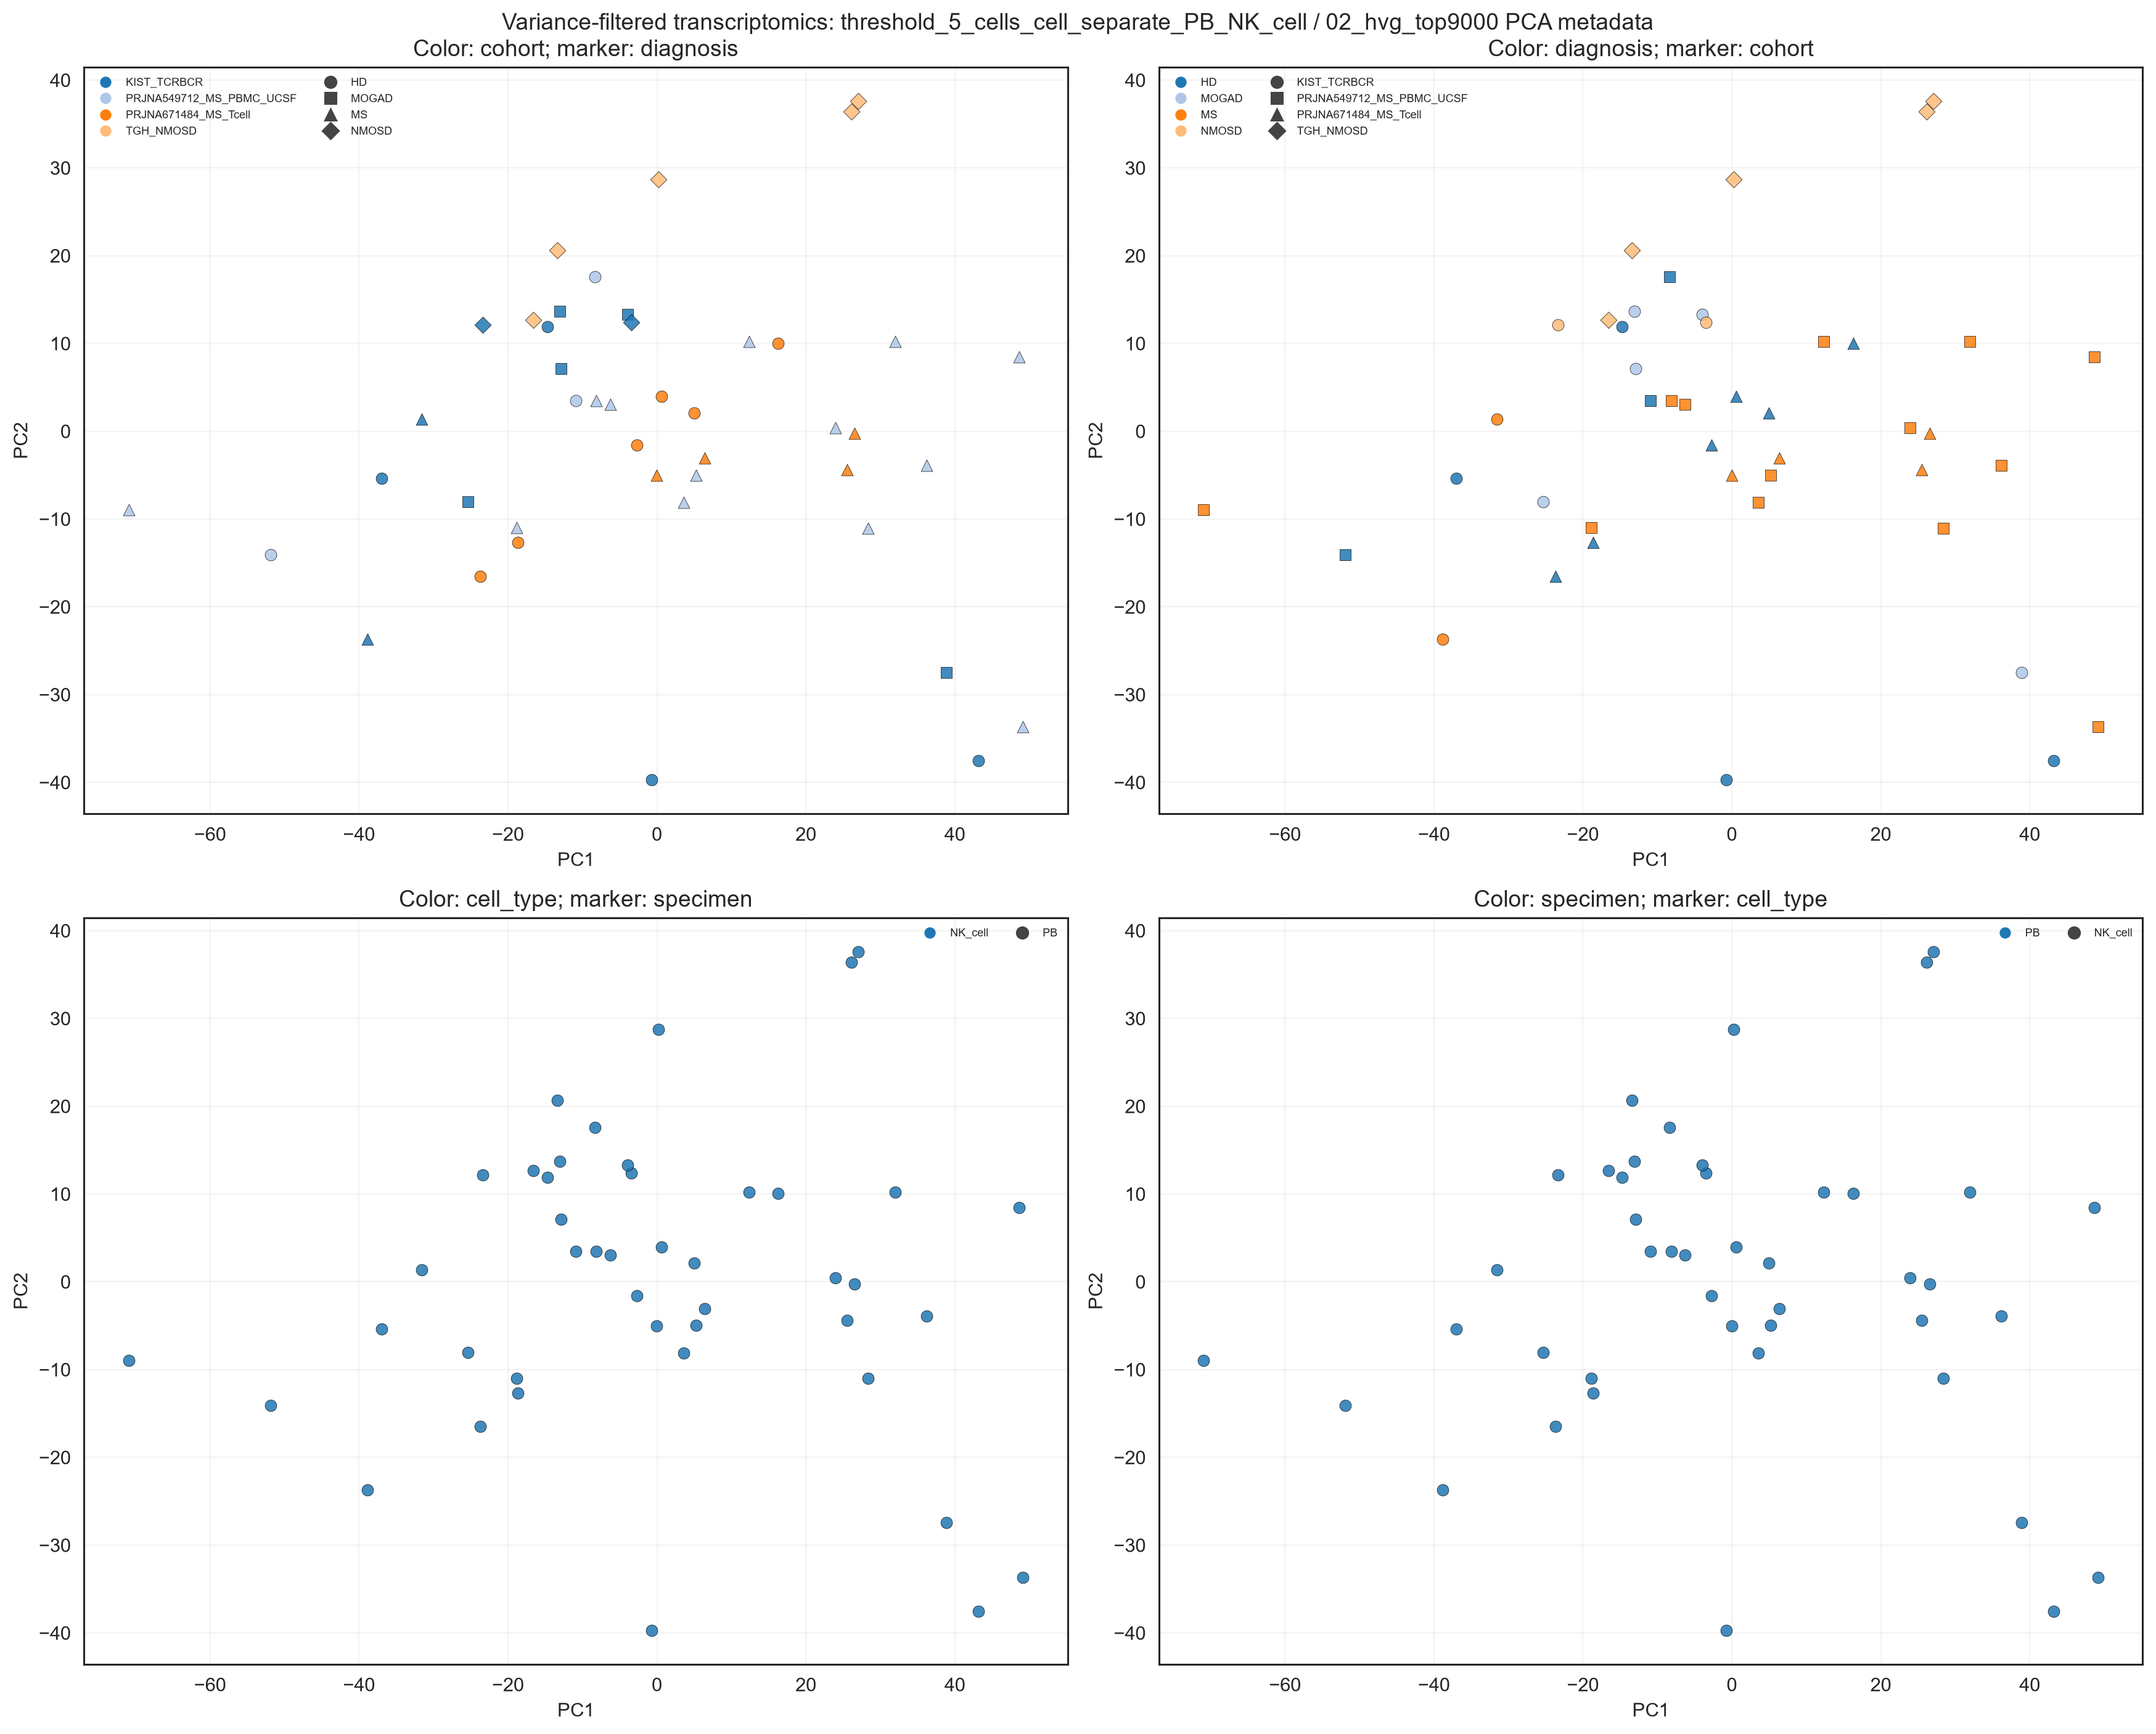 Variance-filtered transcriptomics: threshold_5_cells_cell_separate_PB_NK_cell / 02_hvg_top9000 PCA metadata
Color: cohort; marker: diagnosis
KIST_TCRBCR HD
PRJNA549712_MS_PBMC_UCSF MOGAD
PRJNA671484_MS_Tcell MS
TGH_NMOSD NMOSD
40
30
20
10
0
−10
−20
−30
−40
PC2
−60 −40 −20 0 20 40
PC1
Color: diagnosis; marker: cohort
HD KIST_TCRBCR
MOGAD PRJNA549712_MS_PBMC_UCSF
MS PRJNA671484_MS_Tcell
NMOSD TGH_NMOSD
40
30
20
10
0
−10
−20
−30
−40
PC2
−60 −40 −20 0 20 40
PC1
Color: cell_type; marker: specimen
NK_cell PB
40
30
20
10
0
−10
−20
−30
−40
PC2
−60 −40 −20 0 20 40
PC1
Color: specimen; marker: cell_type
PB NK_cell
40
30
20
10
0
−10
−20
−30
−40
PC2
−60 −40 −20 0 20 40
PC1